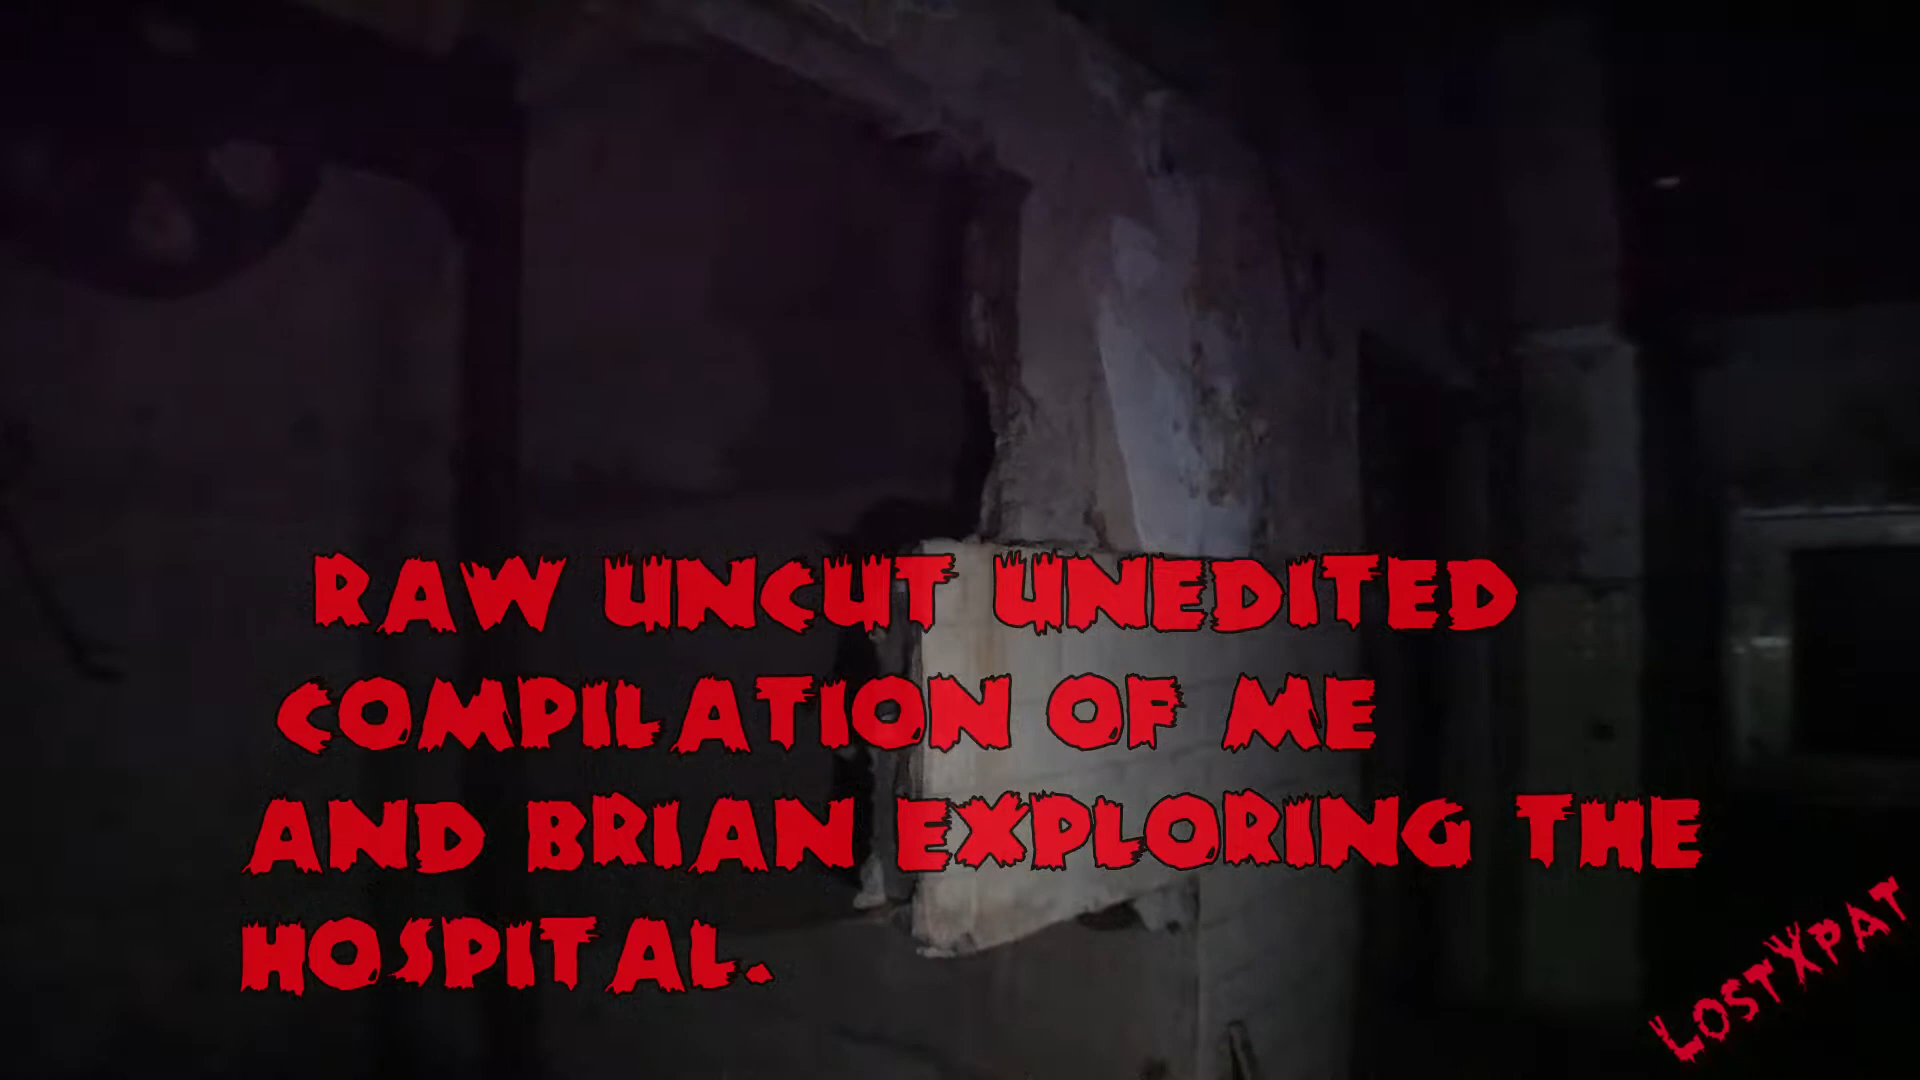 RAW UNCUT UNEDITED
COMPILATION OF ME
AND BRIAN EXPLORING THE
HOSPITAL.
LOSTXPAT